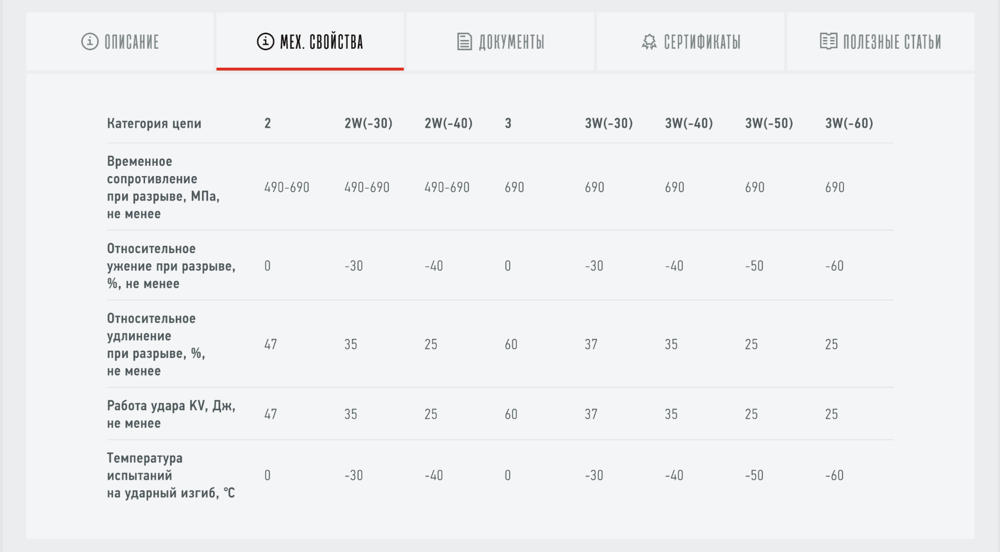 ОПИСАНИЕ МЕХ. СВОЙСТВА ДОКУМЕНТЫ СЕРТИФИКАТЫ ПОЛЕЗНЫЕ СТАТЬИ
Категория цепи 2 2W(-30) 2W(-40) 3 3W(-30) 3W(-40) 3W(-50) 3W(-60)
Временное
сопротивление
при разрыве, МПа,
не менее
490-690 490-690 490-690 690 690 690 690 690
Относительное
ужение при разрыве,
%, не менее
0 -30 -40 0 -30 -40 -50 -60
Относительное
удлинение
при разрыве, %,
не менее
47 35 25 60 37 35 25 25
Работа удара KV, Дж,
не менее
47 35 25 60 37 35 25 25
Температура
испытаний
на ударный изгиб, °С
0 -30 -40 0 -30 -40 -50 -60